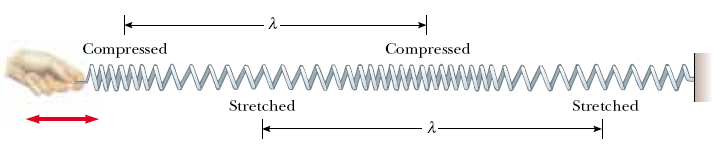 λ
Compressed Compressed
Stretched Stretched
λ